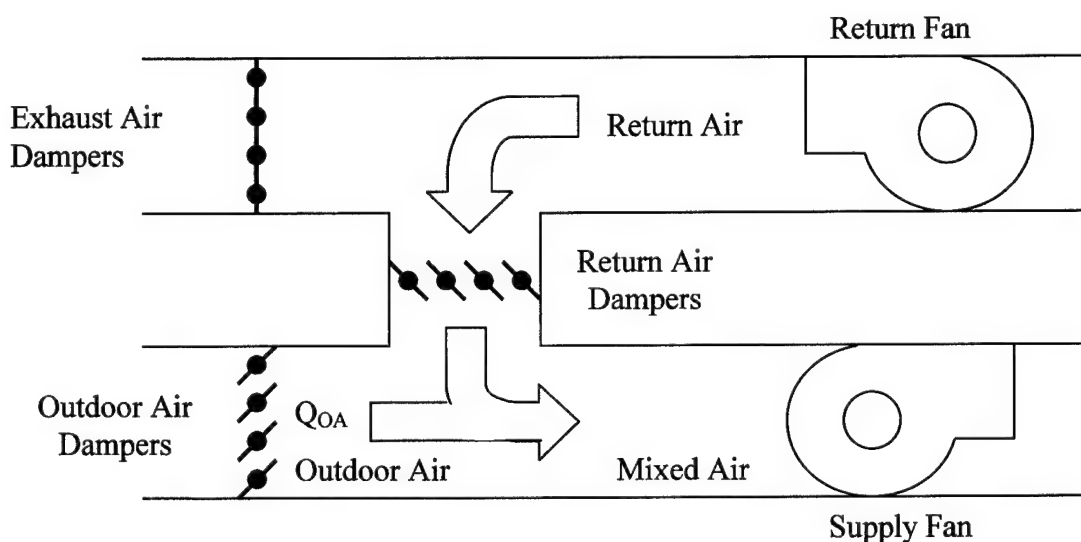 Return Fan
Exhaust Air
Dampers
Return Air
Return Air
Dampers
Outdoor Air
Dampers
QOA
Outdoor Air
Mixed Air
Supply Fan